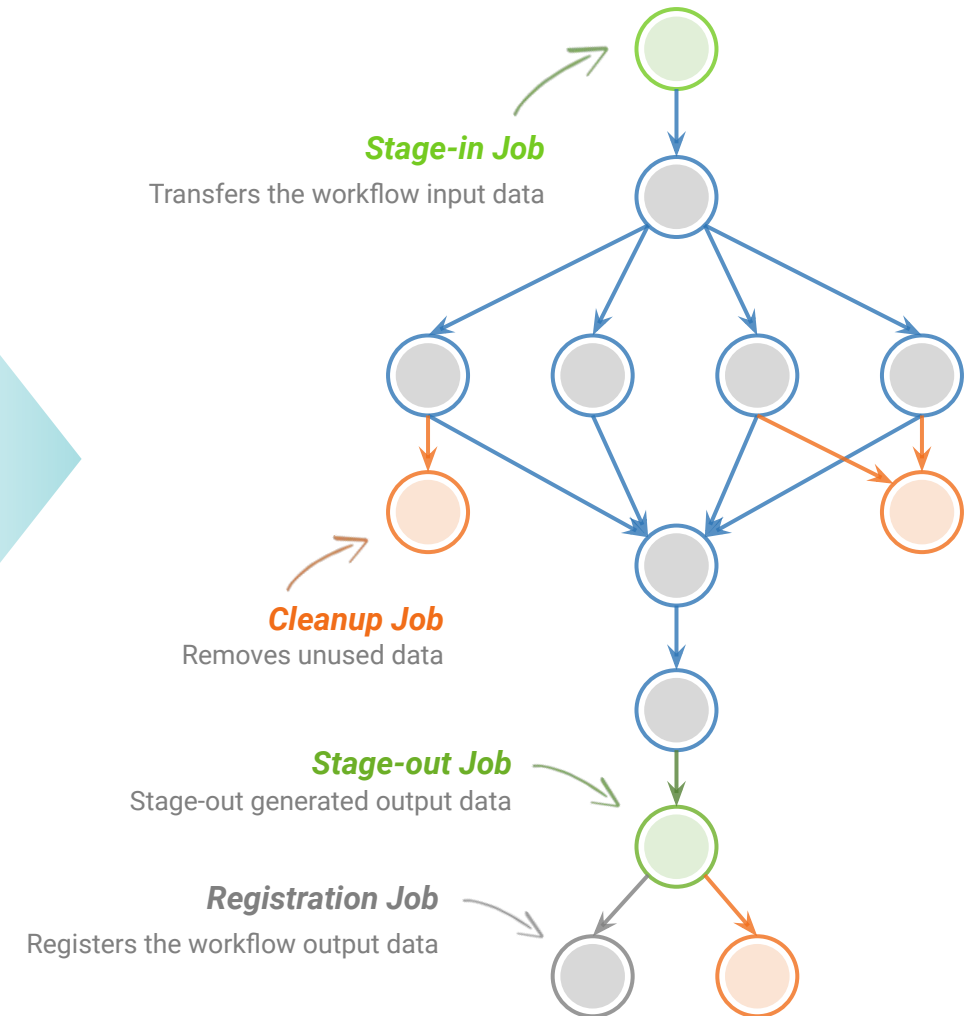 Stage-in Job
Transfers the workflow input data
Cleanup Job
Removes unused data
Stage-out Job
Stage-out generated output data
Registration Job
Registers the workflow output data